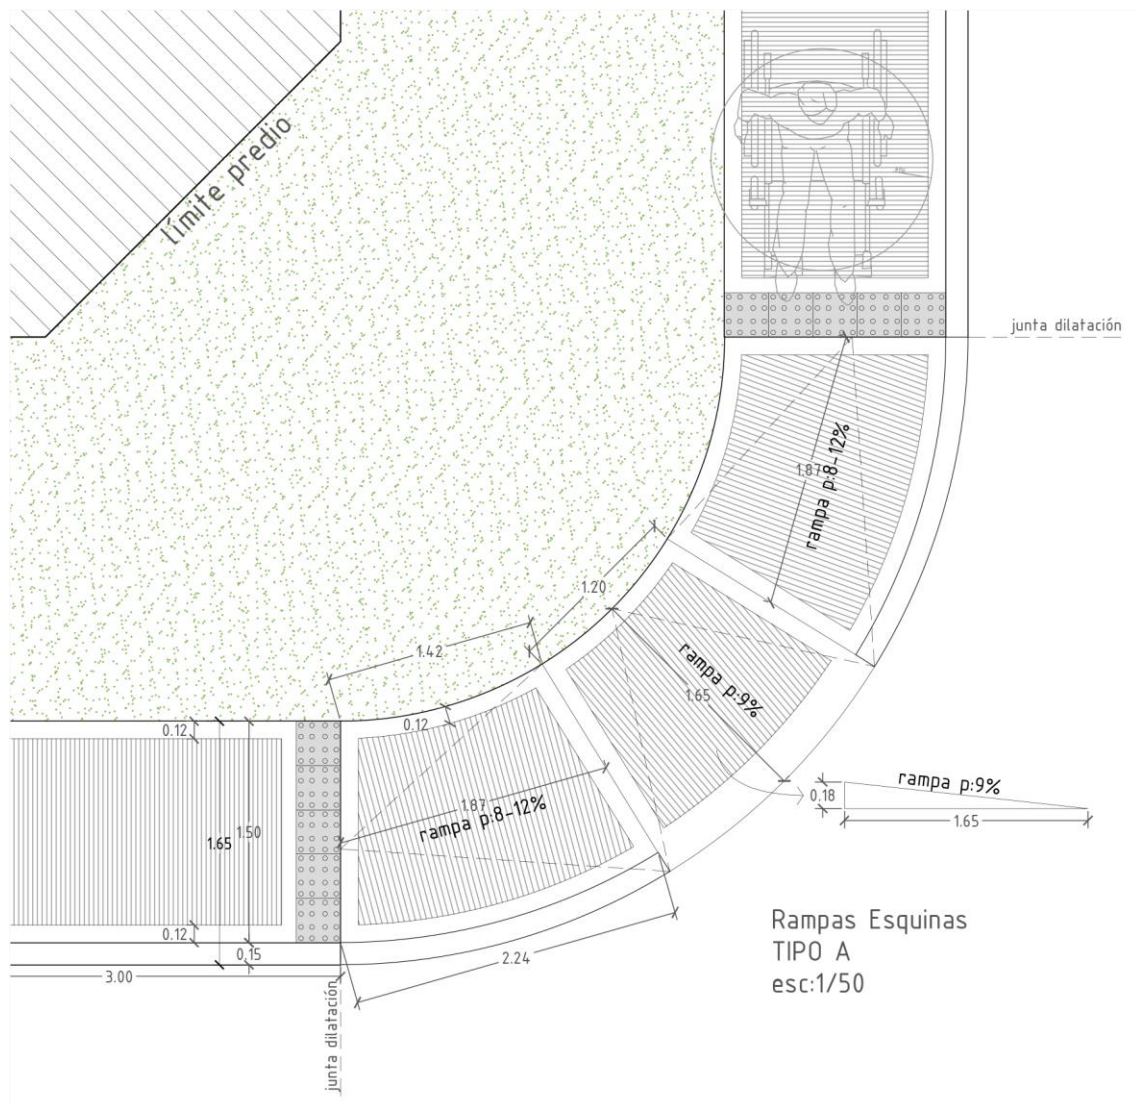 límite predio
junta dilatación
1.87
rampa p:8-12%
1.20
1.42
rampa p:9%
1.65
0.12
0.12
1.87
rampa p:8-12%
rampa p:9%
0.18
1.65
1.50
1.65
0.12
0.15
3.00
2.24
Rampas Esquinas
TIPO A
esc:1/50
junta dilatación